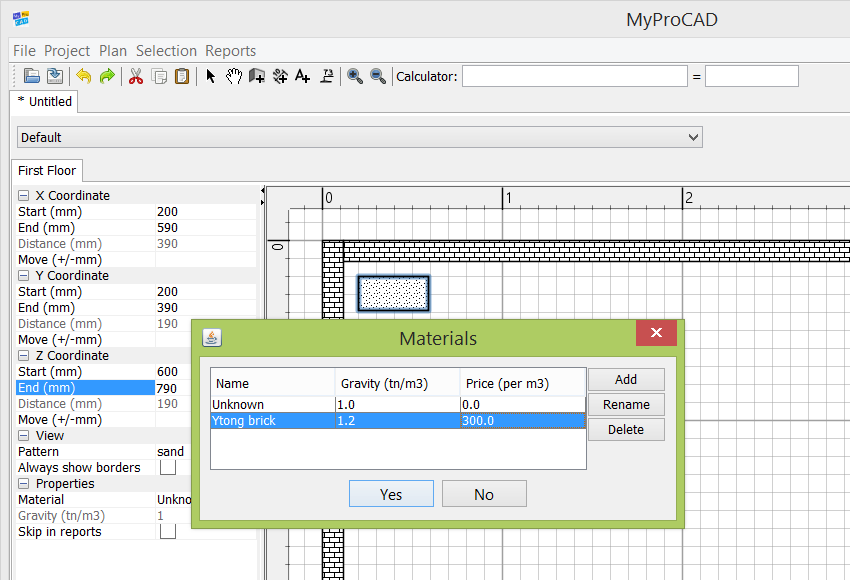 MyProCAD
File Project Plan Selection Reports
Calculator: =
* Untitled
Default
First Floor
X Coordinate
Start (mm) 200
End (mm) 590
Distance (mm) 390
Move (+/-mm)
Y Coordinate
Start (mm) 200
End (mm) 390
Distance (mm) 190
Move (+/-mm)
Z Coordinate
Start (mm) 600
End (mm) 790
Distance (mm) 190
Move (+/-mm)
View
Pattern sand
Always show borders
Properties
Material Unkno
Gravity (tn/m3) 1
Skip in reports
0 1 2
0
Materials
Name Gravity (tn/m3) Price (per m3)
Unknown 1.0 0.0
Ytong brick 1.2 300.0
Add
Rename
Delete
Yes No